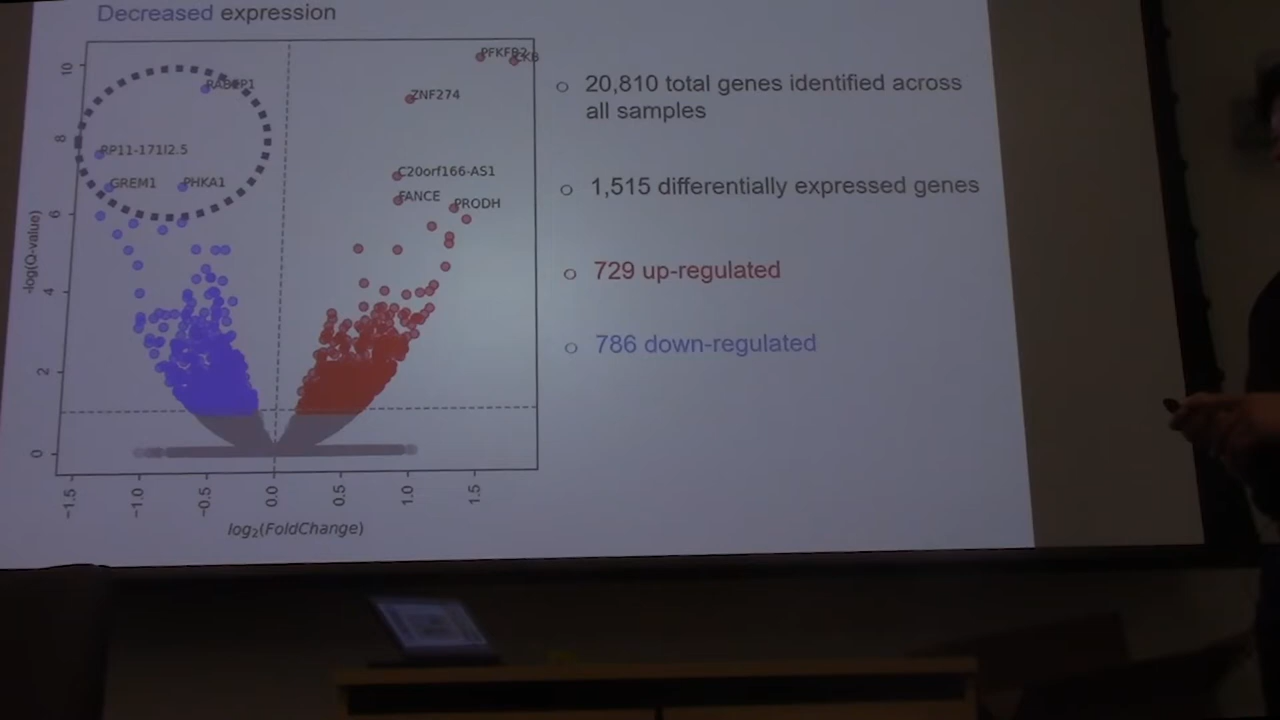 Decreased expression
10
8
6
4
2
0
-log(Q-value)
PFKFB2
ZNF274
RP11-171I2.5
GREM1
PHKA1
C20orf166-AS1
FANCE
PRODH
−1.5
−1.0
−0.5
0.0
0.5
1.0
1.5
log₂(FoldChange)
20,810 total genes identified across
all samples
1,515 differentially expressed genes
729 up-regulated
786 down-regulated